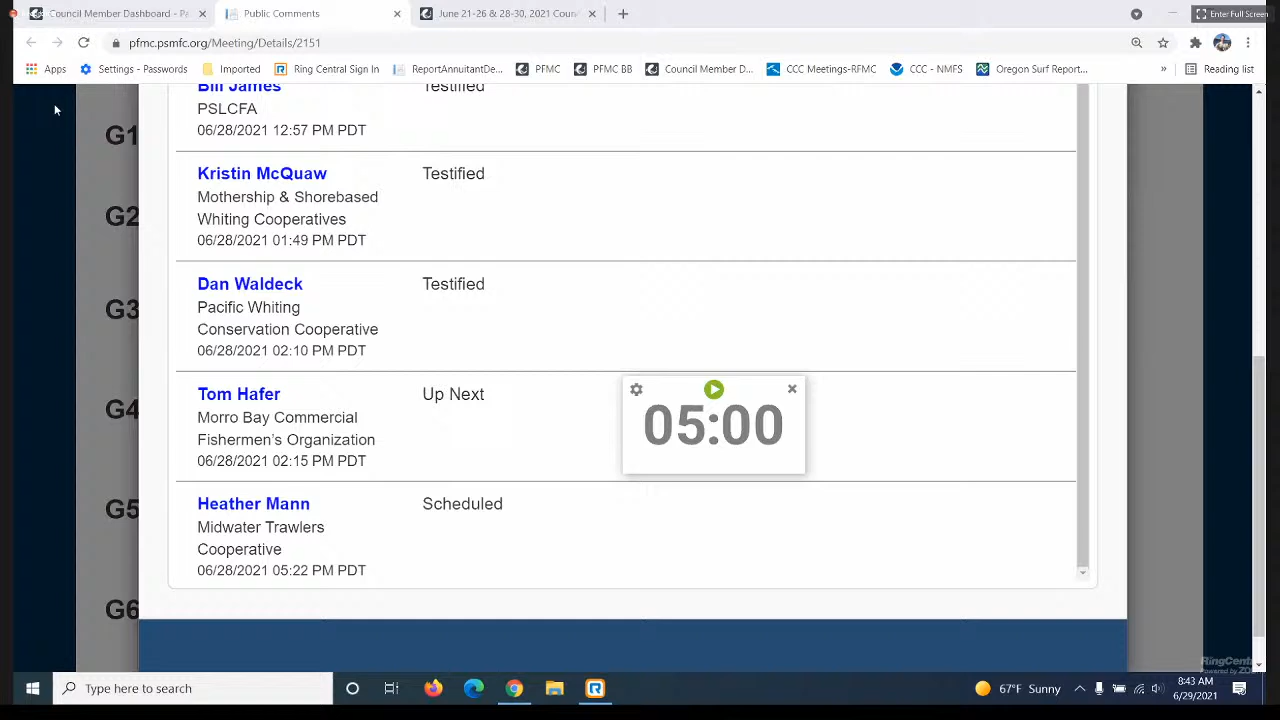 Council Member Dashboard - Pa
Public Comments
June 21-26 & 28-30, 2021 Coun
Enter Full Screen
pfmc.psmfc.org/Meeting/Details/2151
Apps
Settings - Passwords
Imported
Ring Central Sign In
ReportAnnuitantDe...
PFMC
PFMC BB
Council Member D...
CCC Meetings-RFMC
CCC - NMFS
Oregon Surf Report...
»
Reading list
Bill James
Testified
PSLCFA
06/28/2021 12:57 PM PDT
G1
Kristin McQuaw
Testified
Mothership & Shorebased
Whiting Cooperatives
06/28/2021 01:49 PM PDT
G2
Dan Waldeck
Testified
Pacific Whiting
Conservation Cooperative
06/28/2021 02:10 PM PDT
G3
Tom Hafer
Up Next
Morro Bay Commercial
Fishermen's Organization
06/28/2021 02:15 PM PDT
05:00
G4
Heather Mann
Scheduled
Midwater Trawlers
Cooperative
06/28/2021 05:22 PM PDT
G5
G6
RingCent
Powered by ZO
Type here to search
67°F Sunny
8:43 AM
6/29/2021